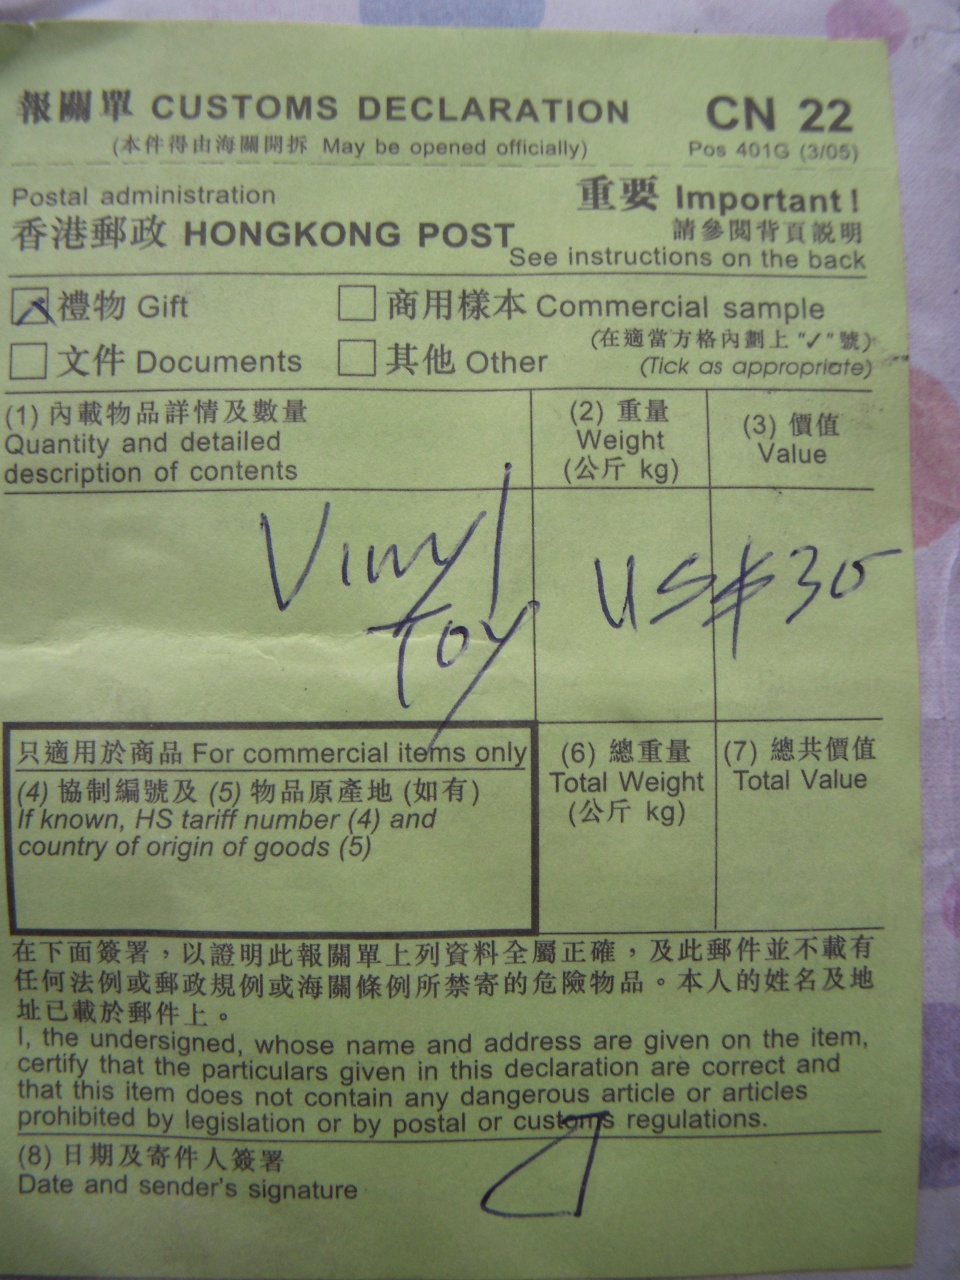 報關單 CUSTOMS DECLARATION CN 22
(本件得由海關開拆 May be opened officially) Pos 401G (3/05)
Postal administration 重要 Important!
香港郵政 HONGKONG POST 請參閱背頁説明
See instructions on the back
禮物 Gift 商用樣本 Commercial sample
(在適當方格內劃上 "✓" 號)
文件 Documents 其他 Other (Tick as appropriate)
(1) 內載物品詳情及數量 (2) 重量 (3) 價值
Quantity and detailed Weight Value
description of contents (公斤 kg)
Vinyl
Toy US$30
只適用於商品 For commercial items only (6) 總重量 (7) 總共價值
(4) 協制編號及 (5) 物品原產地 (如有) Total Weight Total Value
If known, HS tariff number (4) and (公斤 kg)
country of origin of goods (5)
在下面簽署，以證明此報關單上列資料全屬正確，及此郵件並不載有
任何法例或郵政規例或海關條例所禁寄的危險物品。本人的姓名及地
址已載於郵件上。
I, the undersigned, whose name and address are given on the item,
certify that the particulars given in this declaration are correct and
that this item does not contain any dangerous article or articles
prohibited by legislation or by postal or customs regulations.
(8) 日期及寄件人簽署
Date and sender's signature